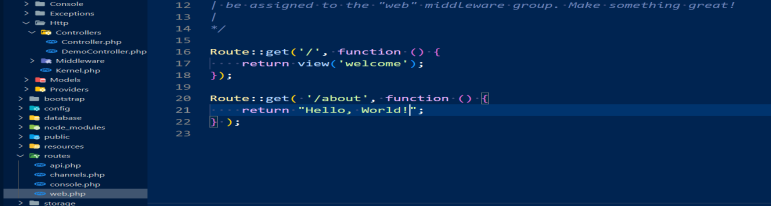 Console
Exceptions
Http
Controllers
Controller.php
DemoController.php
Middleware
Kernel.php
Models
Providers
bootstrap
config
database
node_modules
public
resources
routes
api.php
channels.php
console.php
web.php
storage
12 | be assigned to the "web" middleware group. Make something great!
13 |
14 */
15
16 Route::get('/', function () {
17     return view('welcome');
18 });
19
20 Route::get( '/about', function () {
21     return "Hello, World!";
22 } );
23